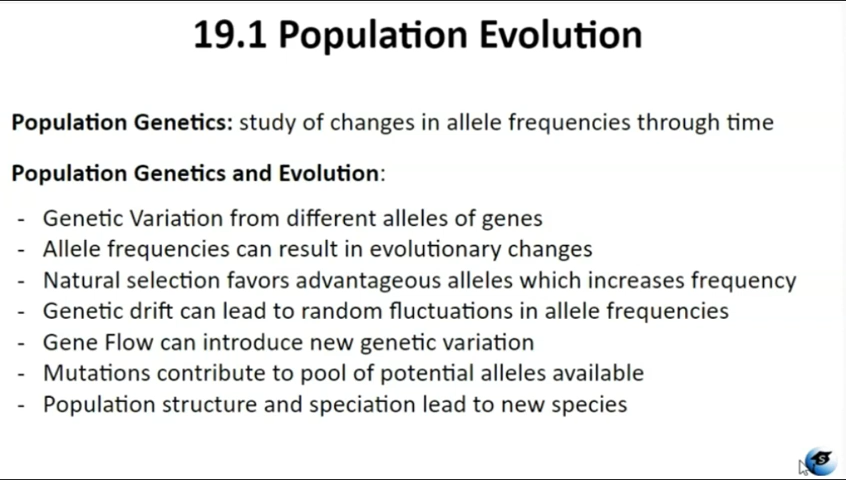 19.1 Population Evolution
Population Genetics: study of changes in allele frequencies through time
Population Genetics and Evolution:
- Genetic Variation from different alleles of genes
- Allele frequencies can result in evolutionary changes
- Natural selection favors advantageous alleles which increases frequency
- Genetic drift can lead to random fluctuations in allele frequencies
- Gene Flow can introduce new genetic variation
- Mutations contribute to pool of potential alleles available
- Population structure and speciation lead to new species
S